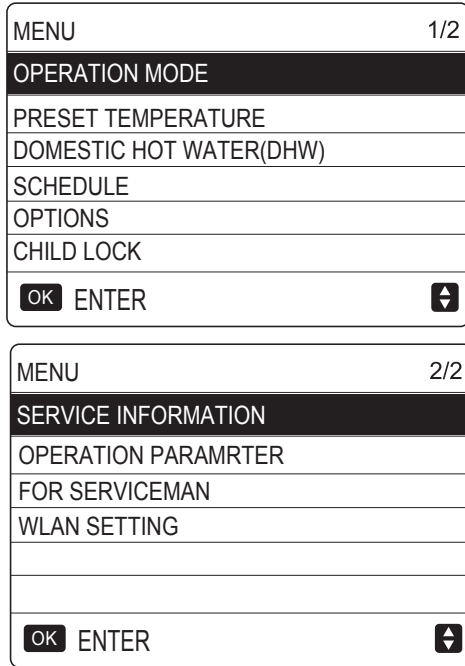 MENU 1/2
OPERATION MODE
PRESET TEMPERATURE
DOMESTIC HOT WATER(DHW)
SCHEDULE
OPTIONS
CHILD LOCK
OK ENTER
MENU 2/2
SERVICE INFORMATION
OPERATION PARAMRTER
FOR SERVICEMAN
WLAN SETTING
OK ENTER